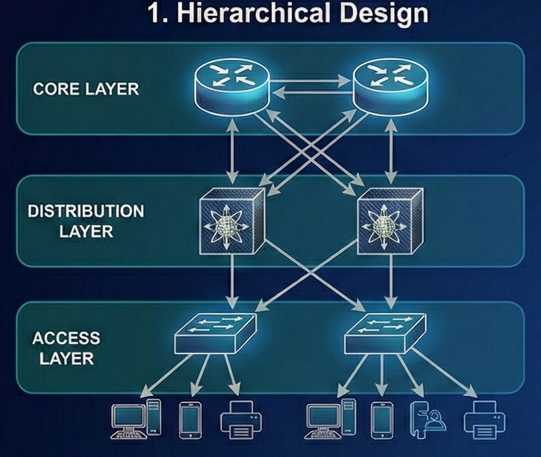 1. Hierarchical Design
CORE LAYER
DISTRIBUTION
LAYER
ACCESS
LAYER